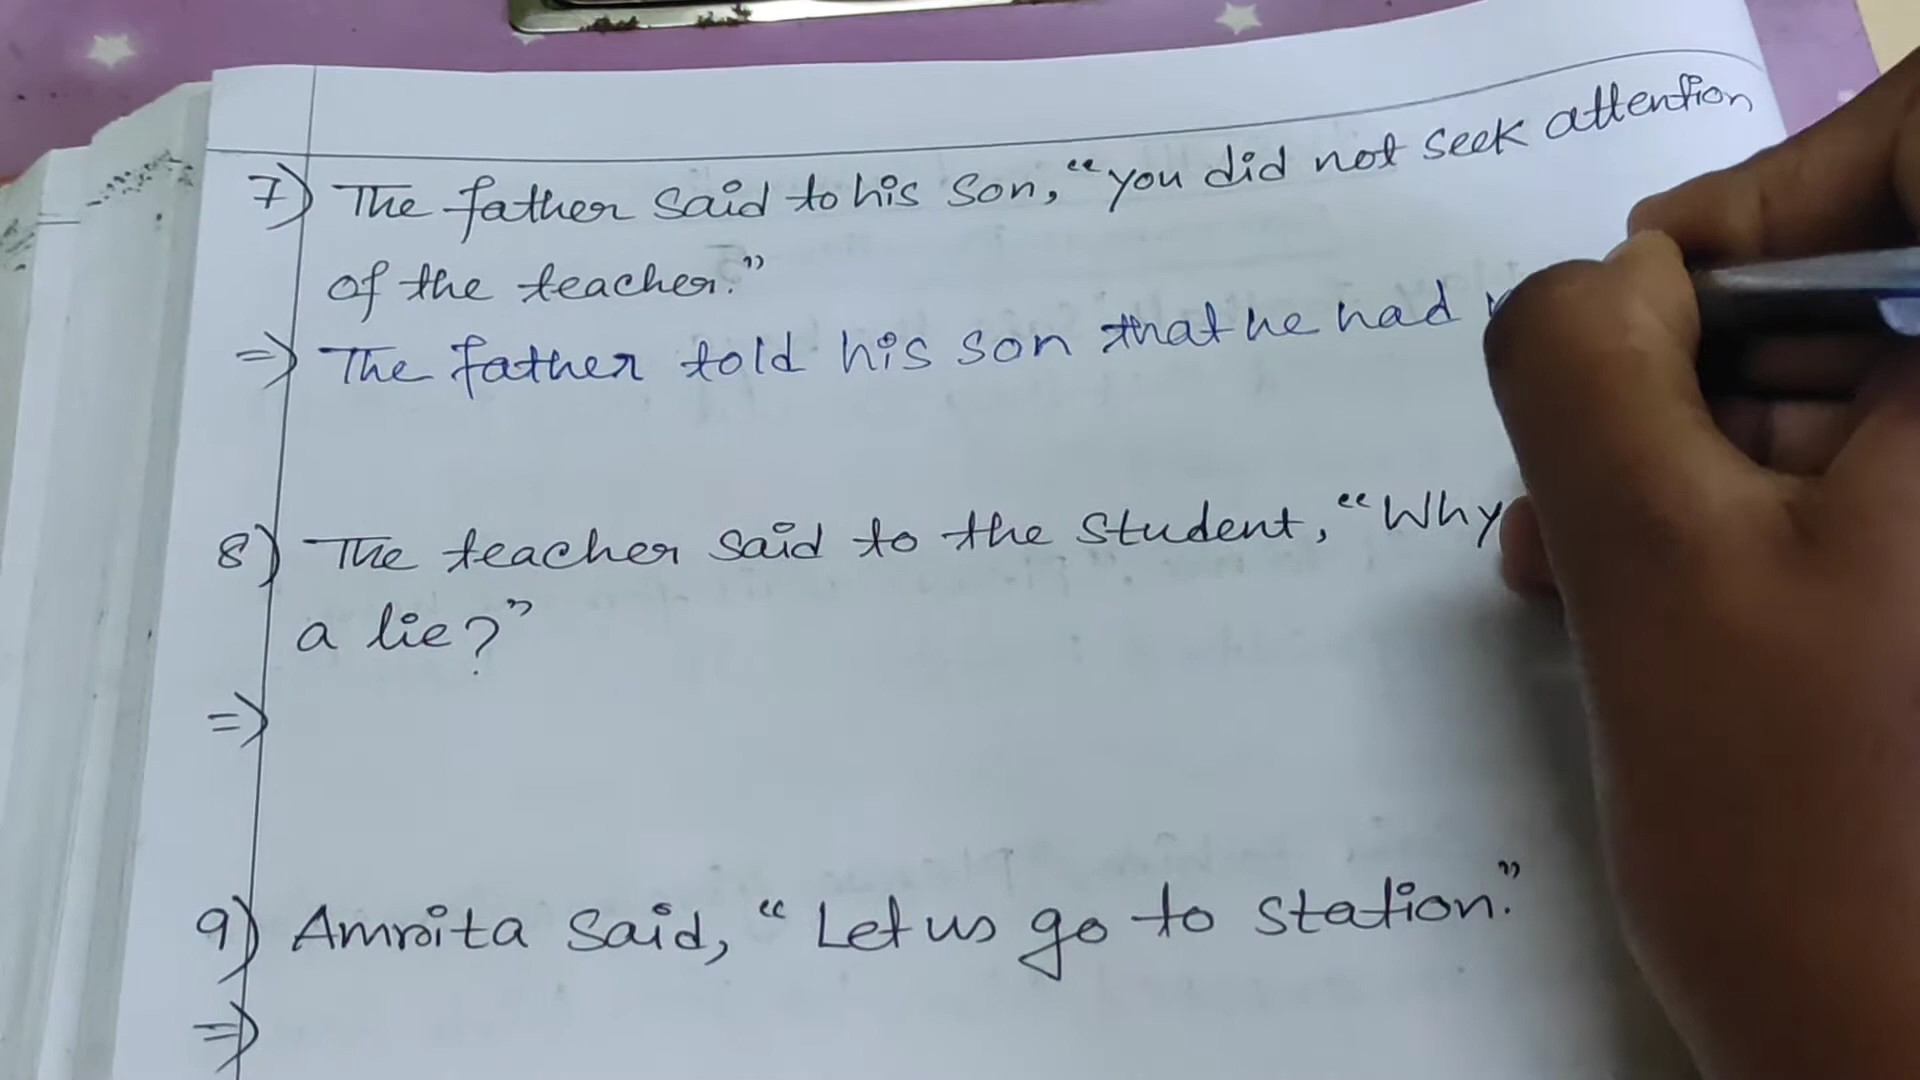 7) The father said to his son, "you did not seek attention
of the teacher."
=> The father told his son that he had
8) The teacher said to the student, "Why
a lie?"
=>
9) Amrita said, "Let us go to station."
=>